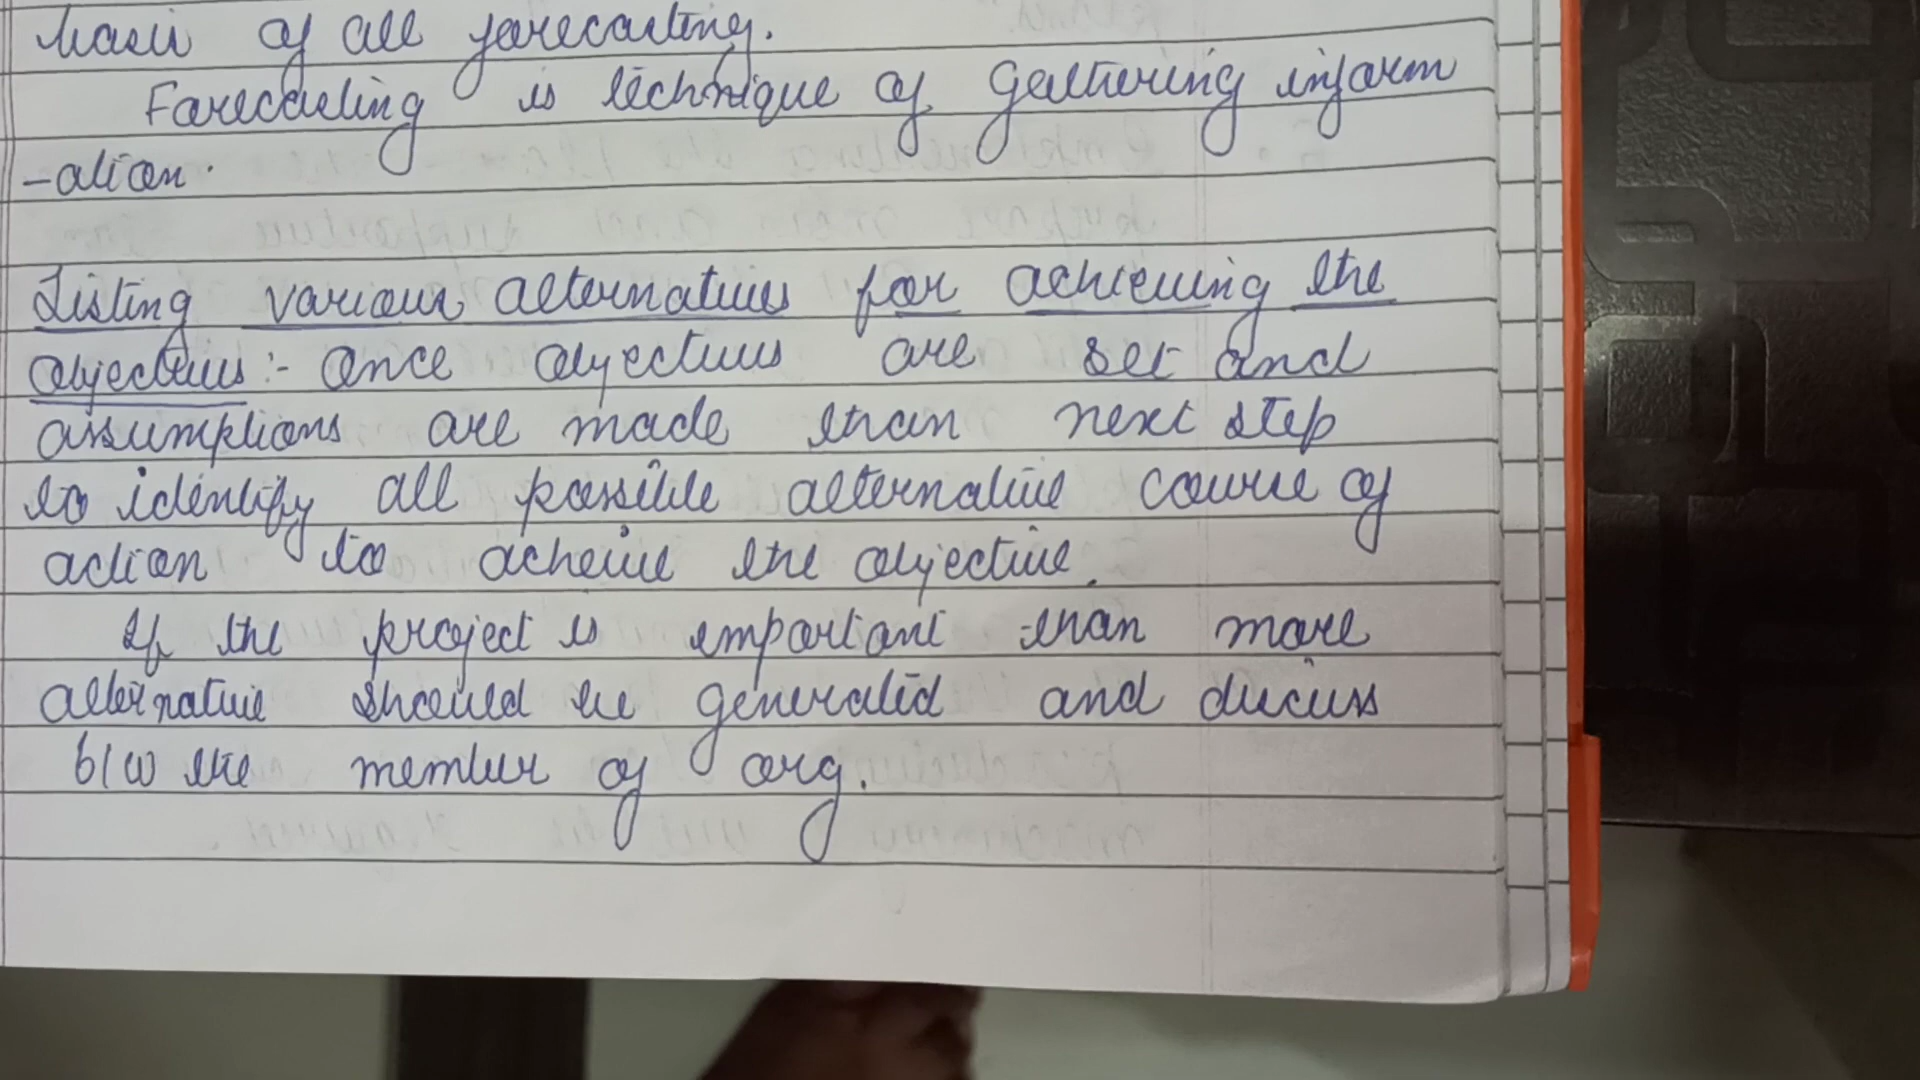 basis of all forecasting.
Forecasting is technique of gathering inform
-ation.
Listing various alternatives for achieving the
objectives :- once objectives are set and
assumptions are made than next step
to identify all possible alternative course of
action to acheive the objective.
If the project is important than more
alternative should be generated and discuss
b/w the member of org.